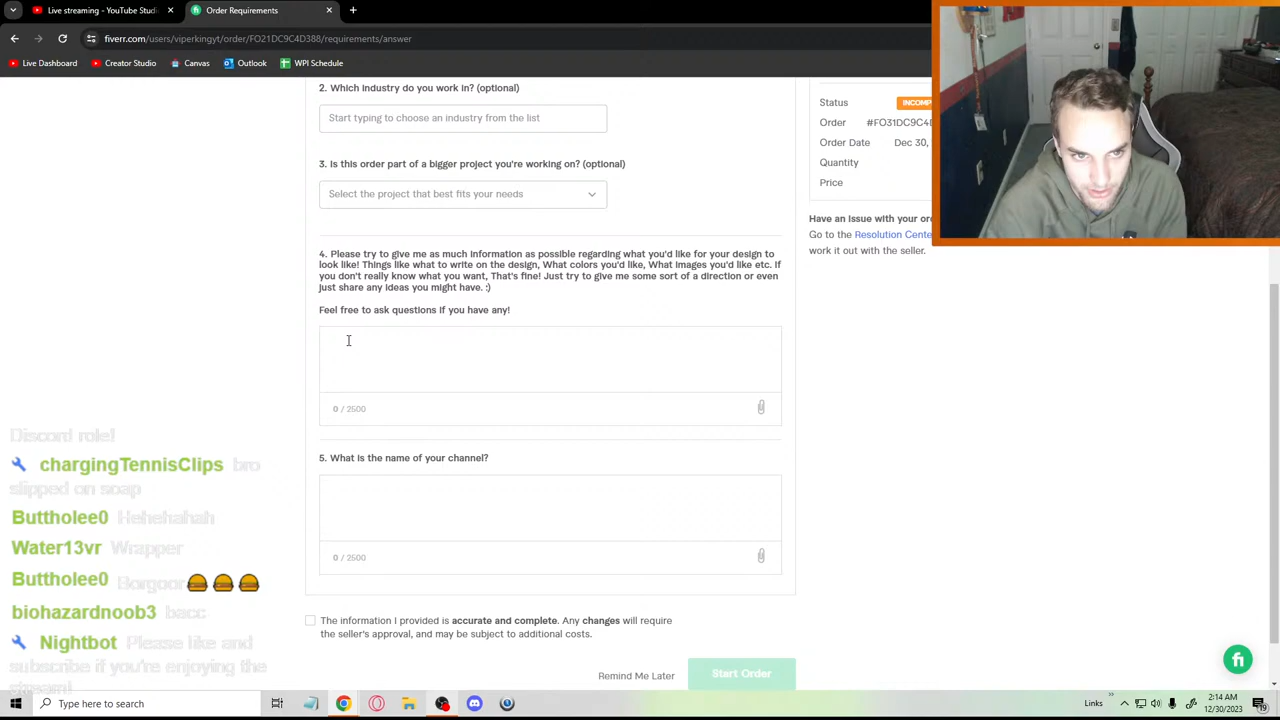 Live streaming - YouTube Studi
Order Requirements
fiverr.com/users/viperkingyt/order/FO21DC9C4D388/requirements/answer
Live Dashboard
Creator Studio
Canvas
Outlook
WPI Schedule
2. Which industry do you work in? (optional)
Start typing to choose an industry from the list
3. Is this order part of a bigger project you're working on? (optional)
Select the project that best fits your needs
4. Please try to give me as much information as possible regarding what you'd like for your design to
look like! Things like what to write on the design, What colors you'd like, What images you'd like etc. If
you don't really know what you want, That's fine! Just try to give me some sort of a direction or even
just share any ideas you might have. :)
Feel free to ask questions if you have any!
0 / 2500
5. What is the name of your channel?
0 / 2500
The information I provided is accurate and complete. Any changes will require
the seller's approval, and may be subject to additional costs.
Remind Me Later
Start Order
Status
INCOMP
Order
#FO31DC9C4D
Order Date
Dec 30,
Quantity
Price
Have an issue with your ord
Go to the Resolution Cente
work it out with the seller.
fi
Discord role!
chargingTennisClips bro
slipped on soap
Buttholee0 Hehehahah
Water13vr Wrapper
Buttholee0 Borgoor
biohazardnoob3 bacc
Nightbot Please like and
subscribe if you're enjoying the
stream!
Type here to search
Links
2:14 AM
12/30/2023
19